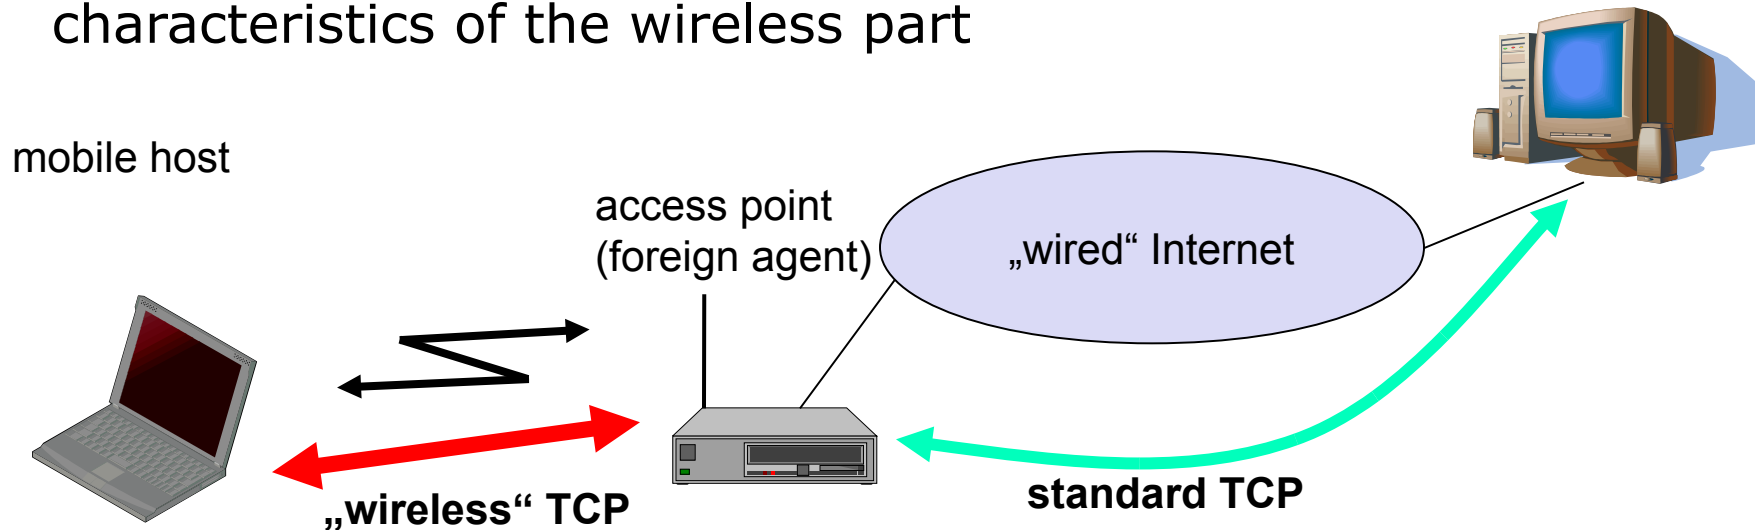 characteristics of the wireless part
mobile host
access point
(foreign agent)
„wired“ Internet
„wireless“ TCP
standard TCP